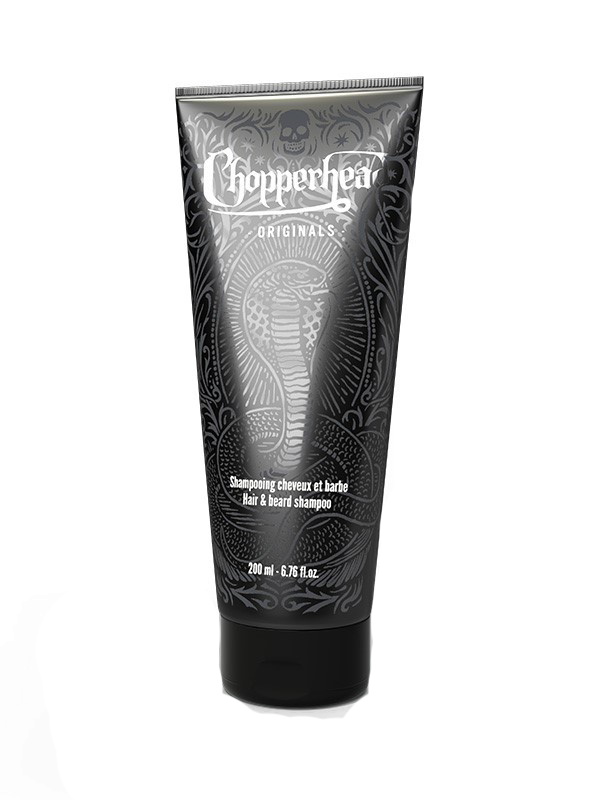 Chopperhead
ORIGINALS
Shampooing cheveux et barbe
Hair & beard shampoo
200 ml - 6.76 fl.oz.